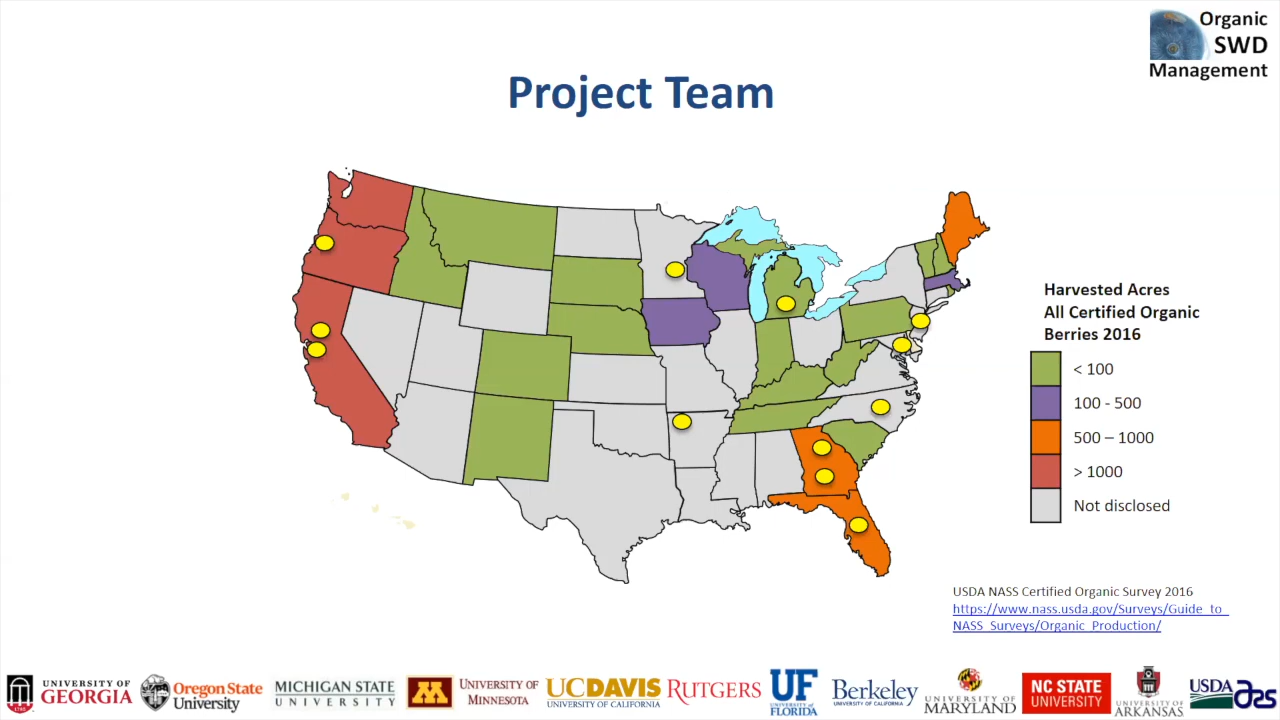 Organic
SWD
Management
Project Team
Harvested Acres
All Certified Organic
Berries 2016
< 100
100 - 500
500 – 1000
> 1000
Not disclosed
USDA NASS Certified Organic Survey 2016
https://www.nass.usda.gov/Surveys/Guide_to_
NASS_Surveys/Organic_Production/
1785
UNIVERSITY OF
GEORGIA
Oregon State
University
MICHIGAN STATE
UNIVERSITY
M
UNIVERSITY OF
MINNESOTA
UCDAVIS
UNIVERSITY OF CALIFORNIA
RUTGERS
UF
UNIVERSITY of
FLORIDA
Berkeley
UNIVERSITY OF CALIFORNIA
UNIVERSITY OF
MARYLAND
NC STATE
UNIVERSITY
UNIVERSITY OF
ARKANSAS
USDA
ars